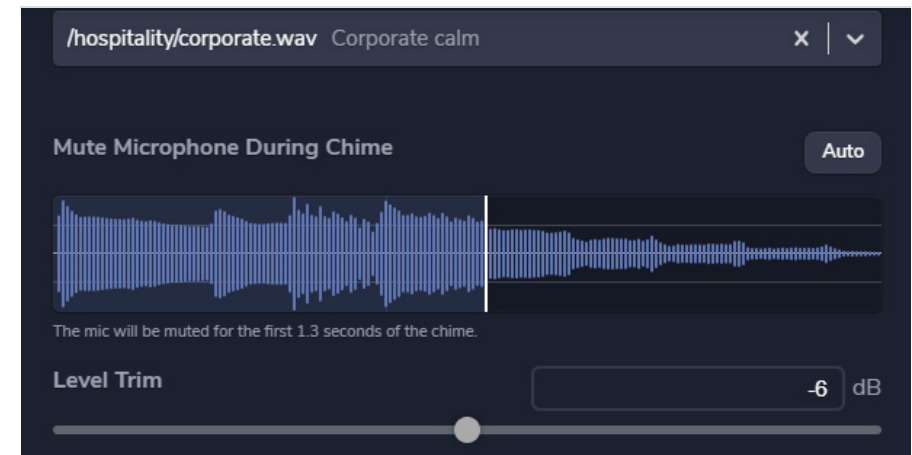 /hospitality/corporate.wav Corporate calm
Mute Microphone During Chime
Auto
The mic will be muted for the first 1.3 seconds of the chime.
Level Trim
-6 dB